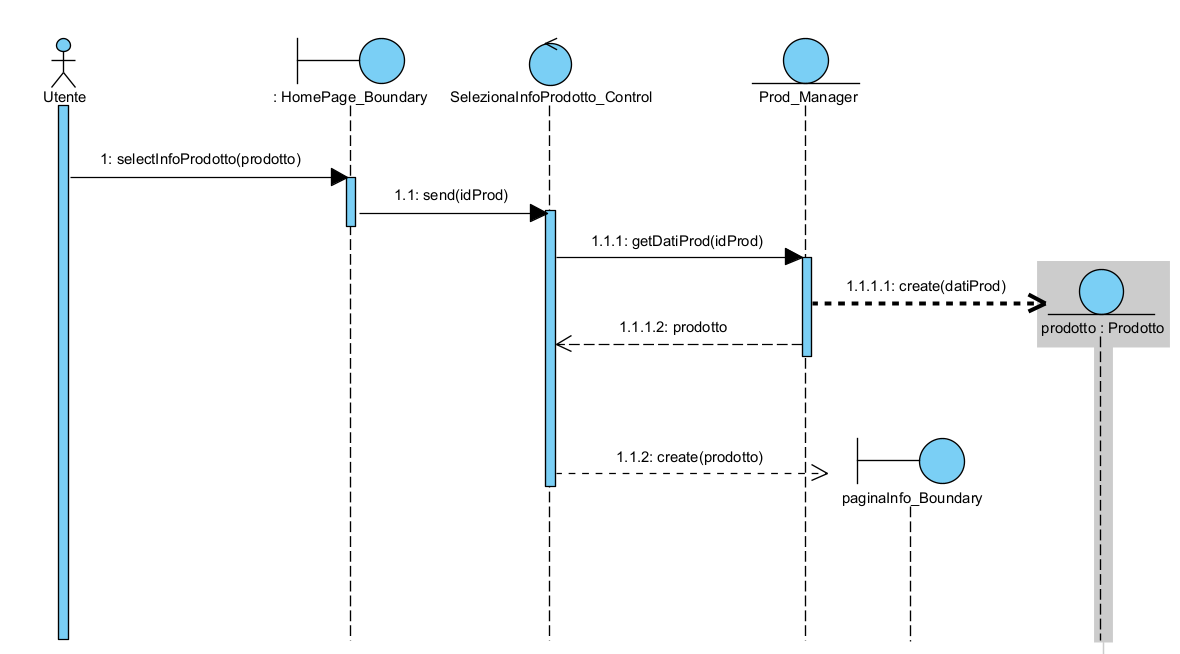 Utente
: HomePage_Boundary
SelezionaInfoProdotto_Control
Prod_Manager
1: selectInfoProdotto(prodotto)
1.1: send(idProd)
1.1.1: getDatiProd(idProd)
1.1.1.1: create(datiProd)
prodotto : Prodotto
1.1.1.2: prodotto
1.1.2: create(prodotto)
paginaInfo_Boundary